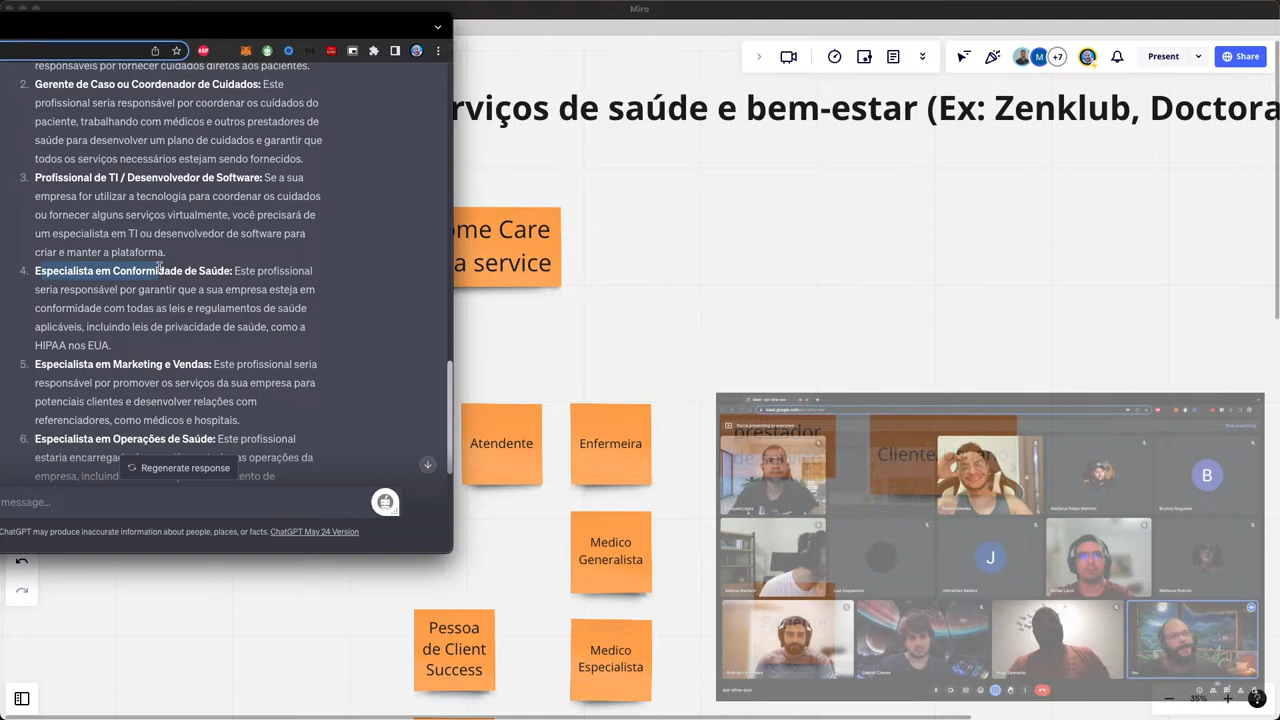 Miro
Present
Share
+7
M
responsáveis por fornecer cuidados diretos aos pacientes.
2. Gerente de Caso ou Coordenador de Cuidados: Este
profissional seria responsável por coordenar os cuidados do
paciente, trabalhando com médicos e outros prestadores de
saúde para desenvolver um plano de cuidados e garantir que
todos os serviços necessários estejam sendo fornecidos.
3. Profissional de TI / Desenvolvedor de Software: Se a sua
empresa for utilizar a tecnologia para coordenar os cuidados
ou fornecer alguns serviços virtualmente, você precisará de
um especialista em TI ou desenvolvedor de software para
criar e manter a plataforma.
4. Especialista em Conformidade de Saúde: Este profissional
seria responsável por garantir que a sua empresa esteja em
conformidade com todas as leis e regulamentos de saúde
aplicáveis, incluindo leis de privacidade de saúde, como a
HIPAA nos EUA.
5. Especialista em Marketing e Vendas: Este profissional seria
responsável por promover os serviços da sua empresa para
potenciais clientes e desenvolver relações com
referenciadores, como médicos e hospitais.
6. Especialista em Operações de Saúde: Este profissional
Regenerate response
message...
ChatGPT may produce inaccurate information about people, places, or facts. ChatGPT May 24 Version
rviços de saúde e bem-estar (Ex: Zenklub, Doctora
ome Care
a service
Atendente
Enfermeira
Medico
Generalista
Pessoa
de Client
Success
Medico
Especialista
prestador
Cliente
B
J
Paciente
35%